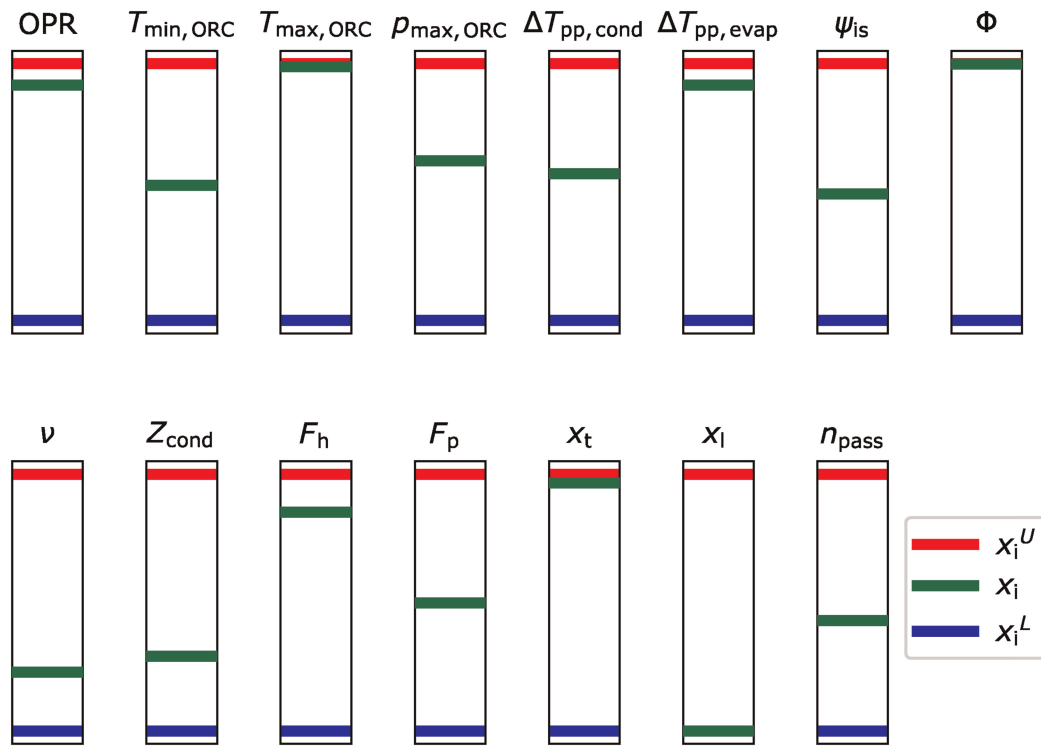 OPR T_min, ORC T_max, ORC p_max, ORC ΔT_pp, cond ΔT_pp, evap ψ_is Φ
ν Z_cond F_h F_p x_t x_l n_pass
x_i^U
x_i
x_i^L